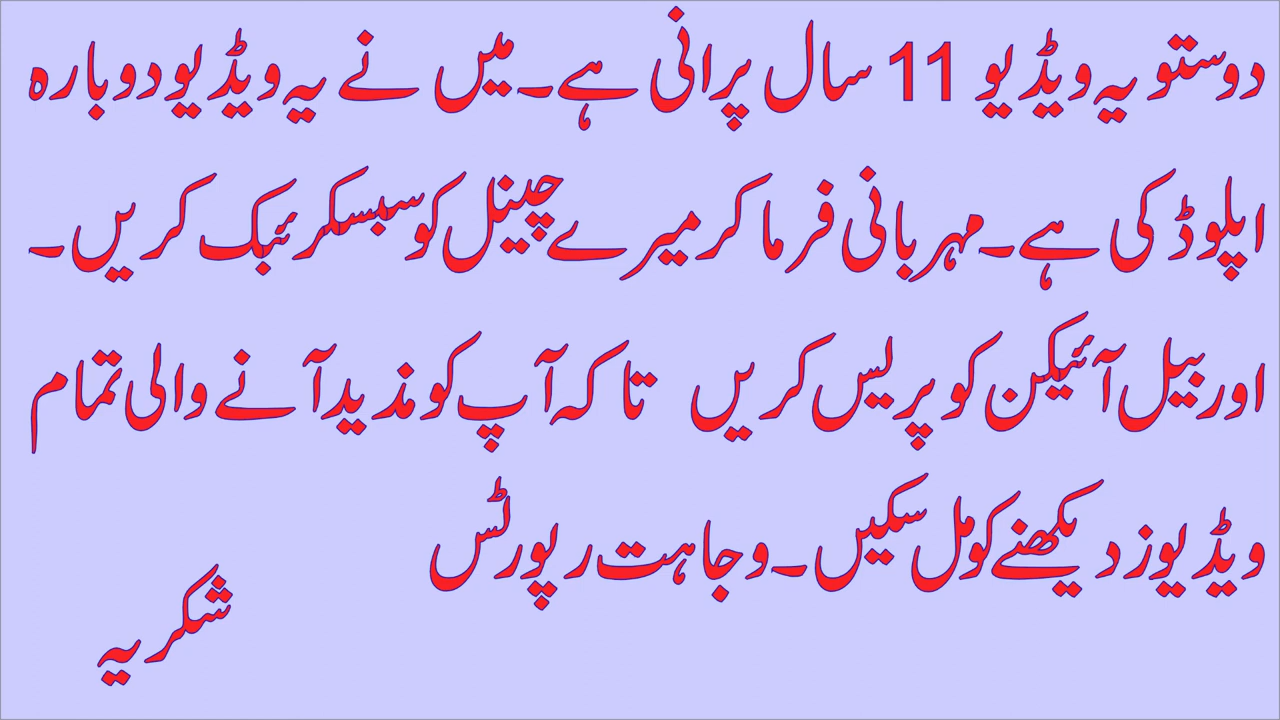 دوستو یہ ویڈیو 11 سال پرانی ہے۔میں نے یہ ویڈیو دوبارہ
اپلوڈ کی ہے۔مہربانی فرما کر میرے چینل کو سبسکرئبک کریں۔
اور بیل آئیکن کو پریس کریں تا کہ آپ کو مذید آنے والی تمام
ویڈیوز دیکھنے کو مل سکیں۔وجاہت رپورٹس
شکریہ